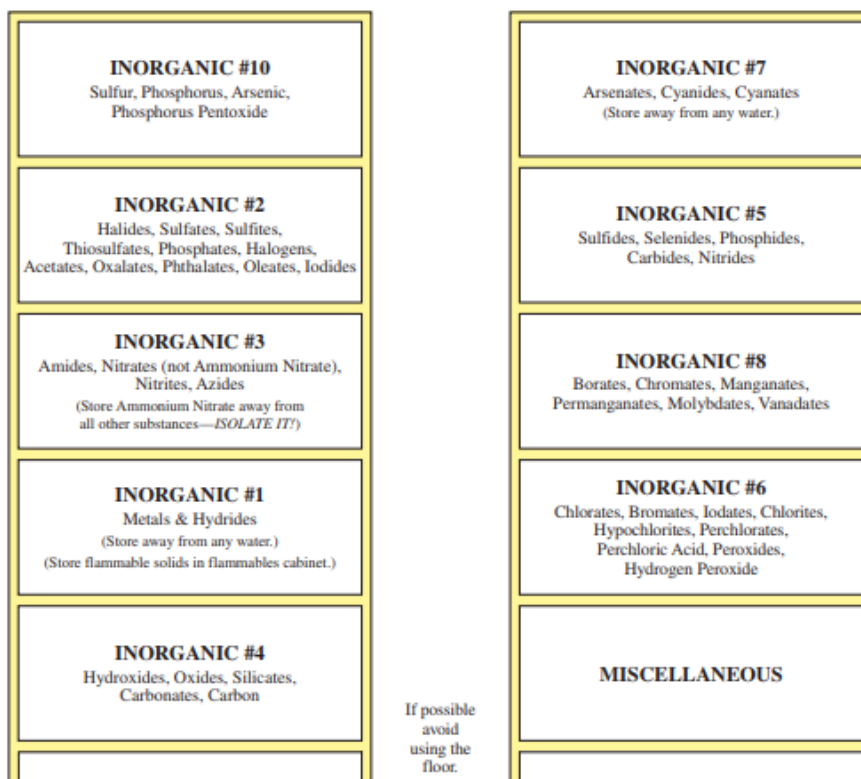 INORGANIC #10
Sulfur, Phosphorus, Arsenic,
Phosphorus Pentoxide
INORGANIC #2
Halides, Sulfates, Sulfites,
Thiosulfates, Phosphates, Halogens,
Acetates, Oxalates, Phthalates, Oleates, Iodides
INORGANIC #3
Amides, Nitrates (not Ammonium Nitrate),
Nitrites, Azides
(Store Ammonium Nitrate away from
all other substances—ISOLATE IT!)
INORGANIC #1
Metals & Hydrides
(Store away from any water.)
(Store flammable solids in flammables cabinet.)
INORGANIC #4
Hydroxides, Oxides, Silicates,
Carbonates, Carbon
If possible
avoid
using the
floor.
INORGANIC #7
Arsenates, Cyanides, Cyanates
(Store away from any water.)
INORGANIC #5
Sulfides, Selenides, Phosphides,
Carbides, Nitrides
INORGANIC #8
Borates, Chromates, Manganates,
Permanganates, Molybdates, Vanadates
INORGANIC #6
Chlorates, Bromates, Iodates, Chlorites,
Hypochlorites, Perchlorates,
Perchloric Acid, Peroxides,
Hydrogen Peroxide
MISCELLANEOUS